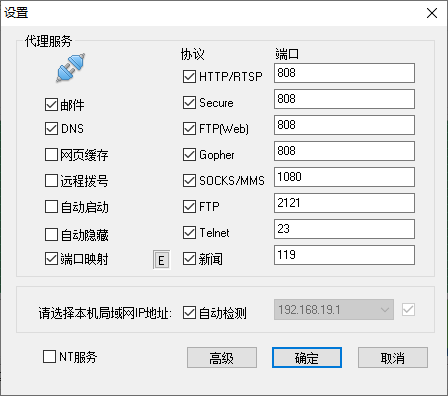 设置
代理服务
协议 端口
HTTP/RTSP 808
邮件 Secure 808
DNS FTP(Web) 808
网页缓存 Gopher 808
远程拨号 SOCKS/MMS 1080
自动启动 FTP 2121
自动隐藏 Telnet 23
端口映射 E 新闻 119
请选择本机局域网IP地址: 自动检测 192.168.19.1
NT服务 高级 确定 取消